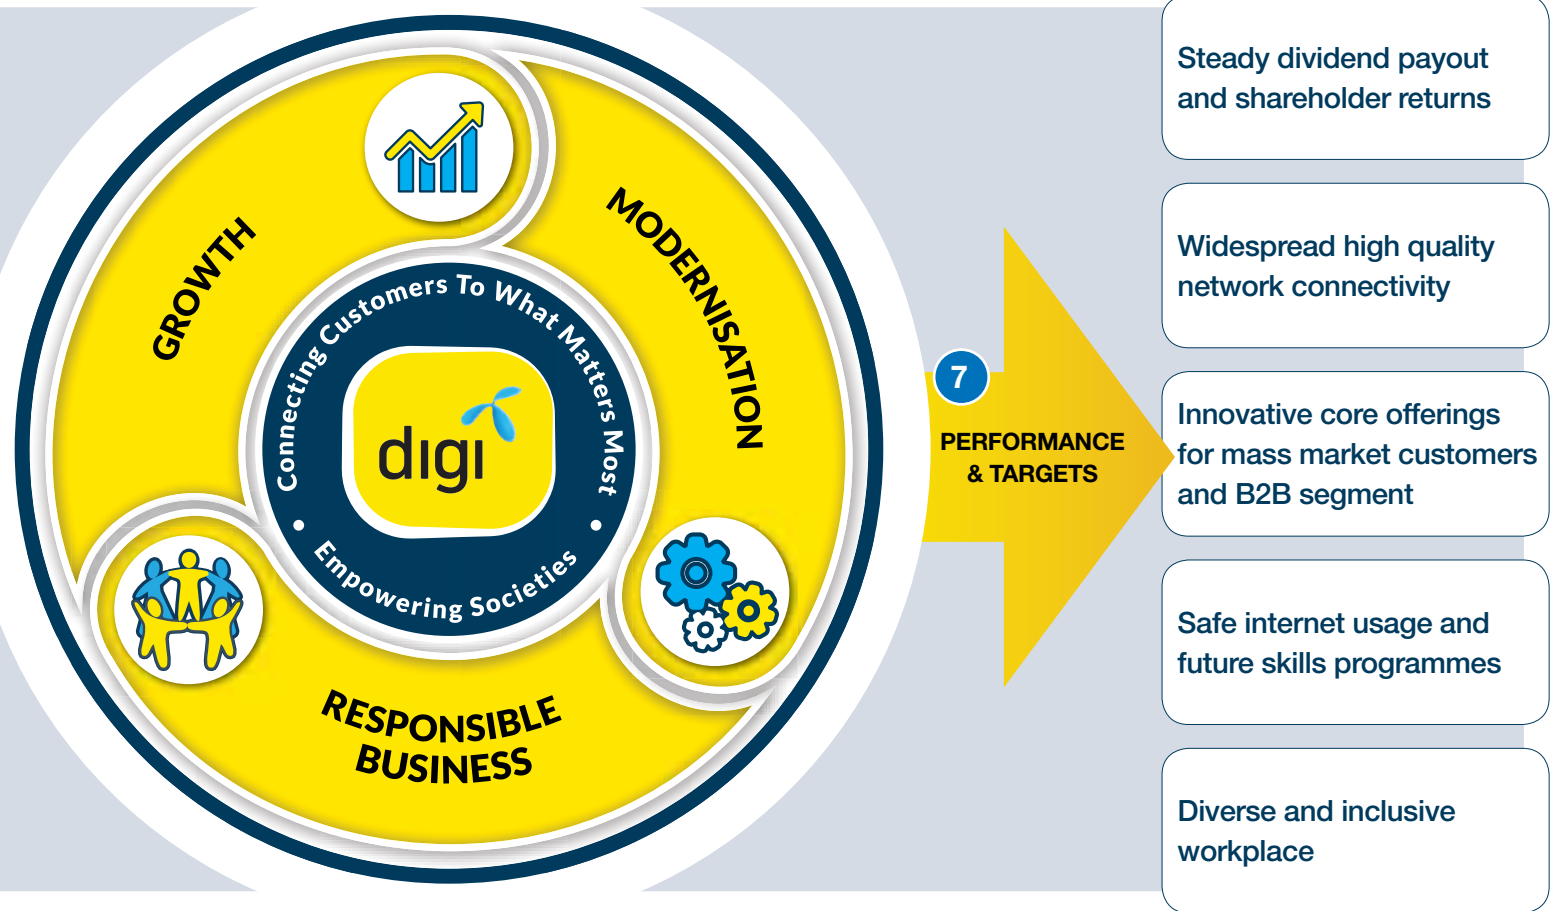 GROWTH
MODERNISATION
RESPONSIBLE
BUSINESS
Connecting Customers To What Matters Most
• Empowering Societies •
digi
7
PERFORMANCE
& TARGETS
Steady dividend payout
and shareholder returns
Widespread high quality
network connectivity
Innovative core offerings
for mass market customers
and B2B segment
Safe internet usage and
future skills programmes
Diverse and inclusive
workplace